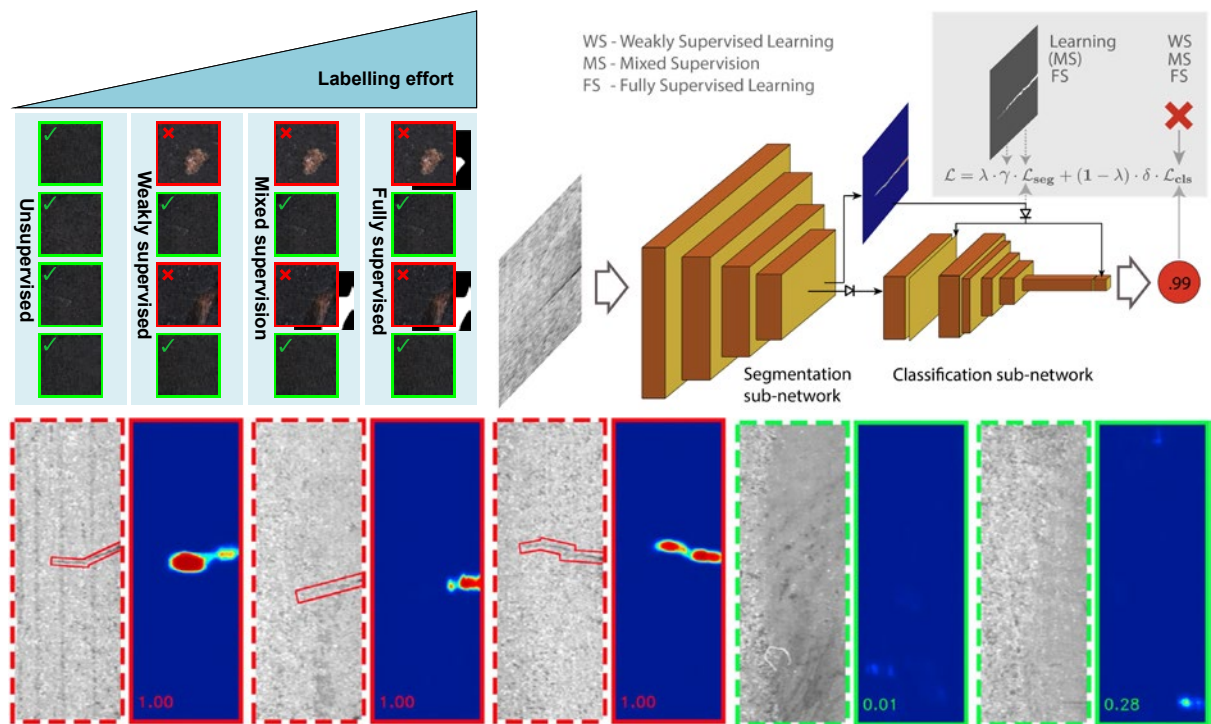 Labelling effort
Unsupervised
Weakly supervised
Mixed supervision
Fully supervised
WS - Weakly Supervised Learning
MS - Mixed Supervision
FS - Fully Supervised Learning
Learning
(MS)
FS
WS
MS
FS
ℒ = λ · γ · ℒseg + (1 − λ) · δ · ℒcls
.99
Segmentation
sub-network
Classification sub-network
1.00
1.00
1.00
0.01
0.28